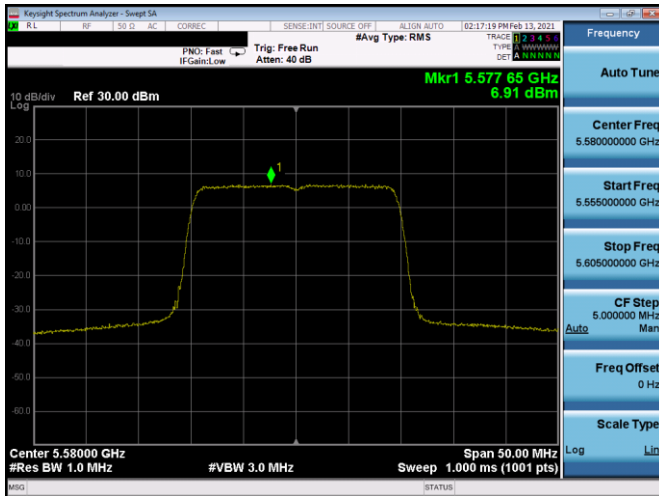 Keysight Spectrum Analyzer - Swept SA
RL RF 50 Ω AC CORREC SENSE:INT SOURCE OFF ALIGN AUTO 02:17:19 PM Feb 13, 2021
#Avg Type: RMS
TRACE 1 2 3 4 5 6
TYPE A WWWWW
DET A N N N N N
PNO: Fast
IFGain:Low
Trig: Free Run
Atten: 40 dB
Mkr1 5.577 65 GHz
6.91 dBm
10 dB/div Ref 30.00 dBm
Log
20.0
10.0
0.00
-10.0
-20.0
-30.0
-40.0
-50.0
-60.0
1
Center 5.58000 GHz
Span 50.00 MHz
#Res BW 1.0 MHz
#VBW 3.0 MHz
Sweep 1.000 ms (1001 pts)
MSG
STATUS
Frequency
Auto Tune
Center Freq
5.580000000 GHz
Start Freq
5.555000000 GHz
Stop Freq
5.605000000 GHz
CF Step
5.000000 MHz
Auto Man
Freq Offset
0 Hz
Scale Type
Log Lin